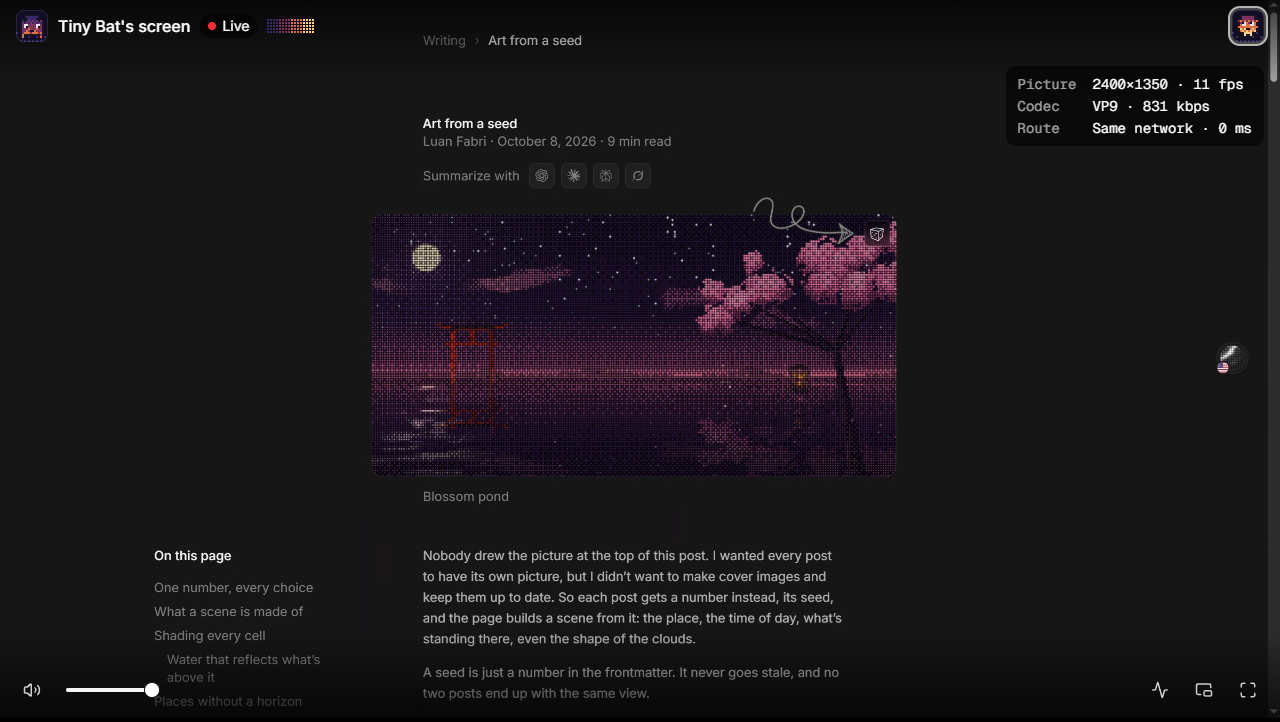 Tiny Bat's screen
Live
Writing › Art from a seed
Picture 2400×1350 · 11 fps
Codec VP9 · 831 kbps
Route Same network · 0 ms
Art from a seed
Luan Fabri · October 8, 2026 · 9 min read
Summarize with
Blossom pond
On this page
One number, every choice
What a scene is made of
Shading every cell
Water that reflects what’s
above it
Places without a horizon
Nobody drew the picture at the top of this post. I wanted every post
to have its own picture, but I didn’t want to make cover images and
keep them up to date. So each post gets a number instead, its seed,
and the page builds a scene from it: the place, the time of day, what’s
standing there, even the shape of the clouds.
A seed is just a number in the frontmatter. It never goes stale, and no
two posts end up with the same view.